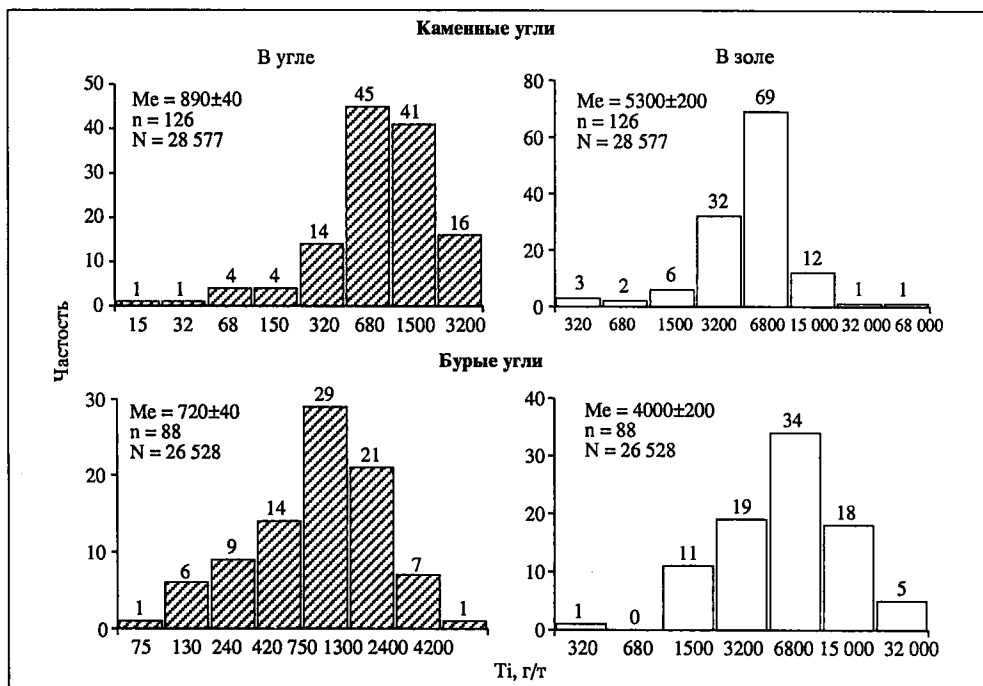 Каменные угли
В угле
В золе
Me = 890±40
n = 126
N = 28 577
50
40
30
20
10
0
1
1
4
4
14
45
41
16
15 32 68 150 320 680 1500 3200
Me = 5300±200
n = 126
N = 28 577
80
60
40
20
0
3
2
6
32
69
12
1
1
320 680 1500 3200 6800 15 000 32 000 68 000
Частость
Бурые угли
Me = 720±40
n = 88
N = 26 528
30
20
10
0
1
6
9
14
29
21
7
1
75 130 240 420 750 1300 2400 4200
Me = 4000±200
n = 88
N = 26 528
40
30
20
10
0
1
0
11
19
34
18
5
320 680 1500 3200 6800 15 000 32 000
Ti, г/т